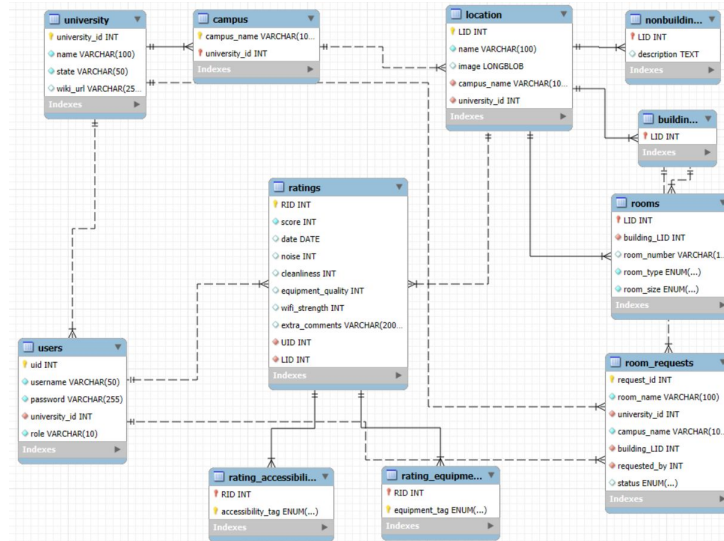 university
university_id INT
name VARCHAR(100)
state VARCHAR(50)
wiki_url VARCHAR(25...
Indexes
campus
campus_name VARCHAR(10...
university_id INT
Indexes
location
LID INT
name VARCHAR(100)
image LONGBLOB
campus_name VARCHAR(10...
university_id INT
Indexes
nonbuilding...
LID INT
description TEXT
Indexes
buildin...
LID INT
Indexes
ratings
RID INT
score INT
date DATE
noise INT
cleanliness INT
equipment_quality INT
wifi_strength INT
extra_comments VARCHAR(200...
UID INT
LID INT
Indexes
rooms
LID INT
building_LID INT
room_number VARCHAR(1...
room_type ENUM(...)
room_size ENUM(...)
Indexes
users
uid INT
username VARCHAR(50)
password VARCHAR(255)
university_id INT
role VARCHAR(10)
Indexes
room_requests
request_id INT
room_name VARCHAR(100)
university_id INT
campus_name VARCHAR(10...
building_LID INT
requested_by INT
status ENUM(...)
Indexes
rating_accessibili...
RID INT
accessibility_tag ENUM(...)
Indexes
rating_equipme...
RID INT
equipment_tag ENUM(...)
Indexes